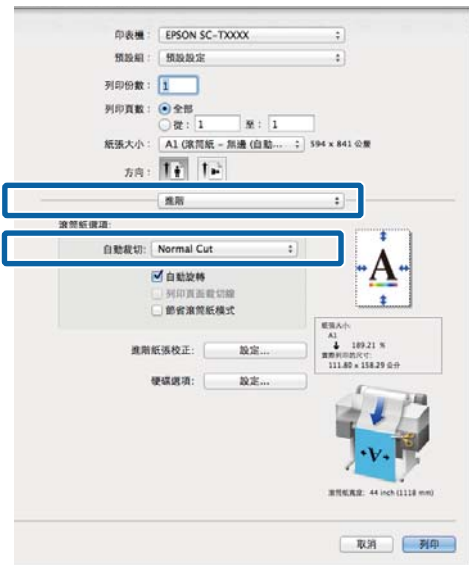 印表機： EPSON SC-TXXXX
預設組： 預設設定
列印份數： 1
列印頁數： 全部
從： 1 至： 1
紙張大小： A1 (滾筒紙 - 無邊 (自動... 594 x 841 公釐
方向：
進階
滾筒紙選項:
自動裁切: Normal Cut
自動旋轉
列印頁面裁切線
節省滾筒紙模式
進階紙張校正: 設定...
硬碟選項: 設定...
A
紙張大小:
A1
189.21 %
實際列印的尺寸:
111.80 x 158.29 公分
A
滾筒紙寬度: 44 inch (1118 mm)
取消 列印